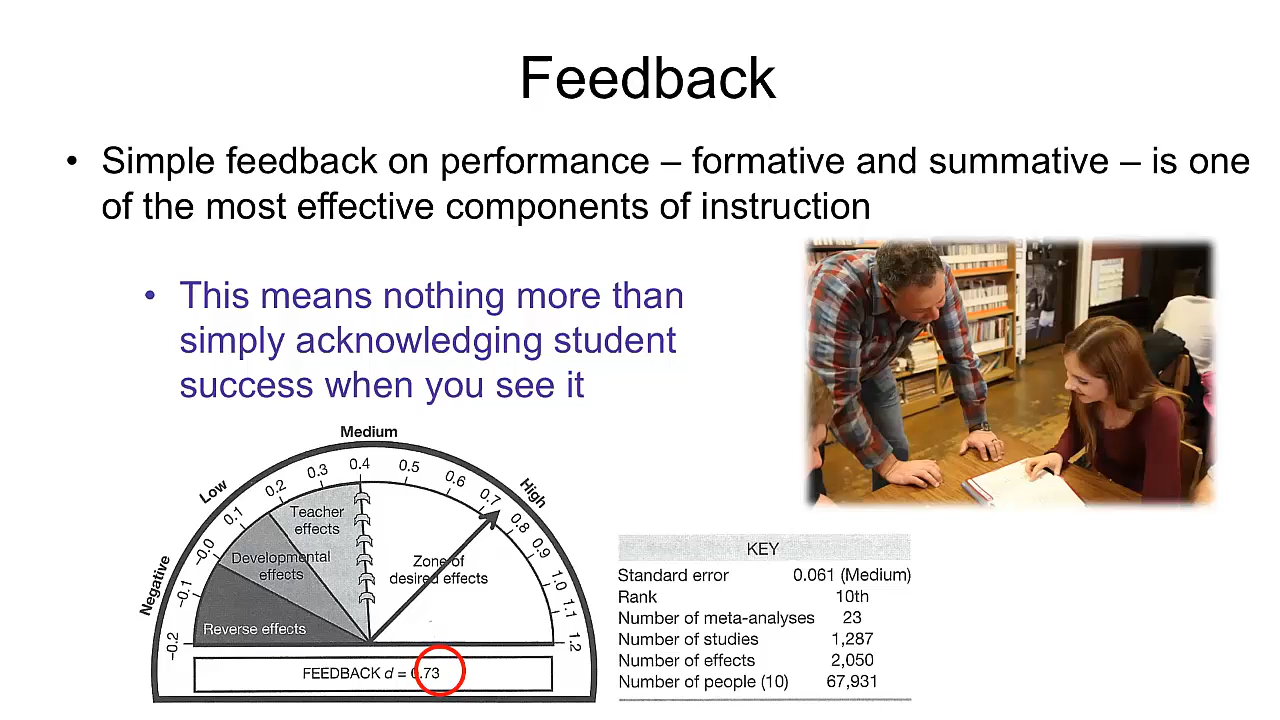 Feedback
• Simple feedback on performance – formative and summative – is one
of the most effective components of instruction
• This means nothing more than
simply acknowledging student
success when you see it
Medium
Low
High
Negative
-0.2
-0.1
-0.0
0.1
0.2
0.3
0.4
0.5
0.6
0.7
0.8
0.9
1.0
1.1
1.2
Teacher
effects
Developmental
effects
Reverse effects
Zone of
desired effects
FEEDBACK d = 0.73
KEY
Standard error 0.061 (Medium)
Rank 10th
Number of meta-analyses 23
Number of studies 1,287
Number of effects 2,050
Number of people (10) 67,931